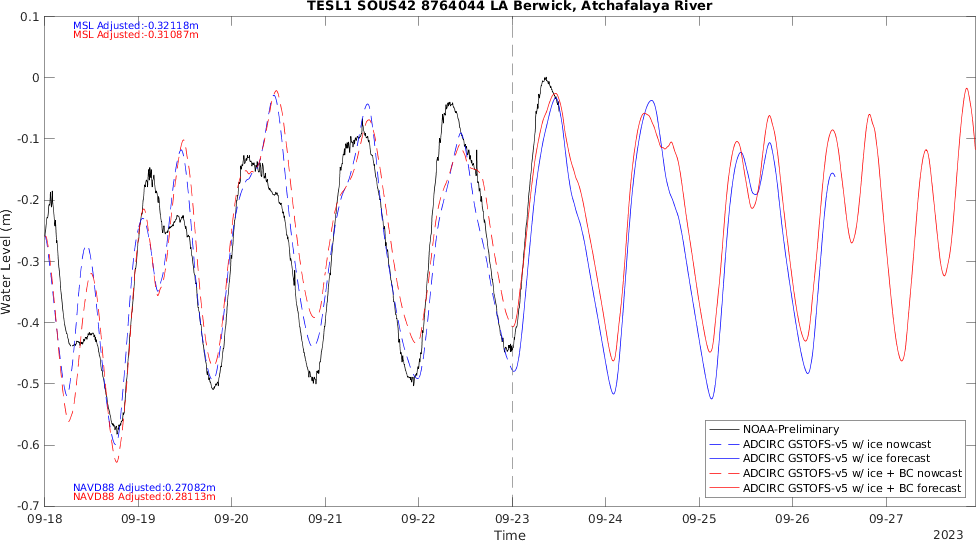 TESL1 SOUS42 8764044 LA Berwick, Atchafalaya River
MSL Adjusted:-0.32118m
MSL Adjusted:-0.31087m
0.1
0
-0.1
-0.2
-0.3
-0.4
-0.5
-0.6
-0.7
Water Level (m)
NAVD88 Adjusted:0.27082m
NAVD88 Adjusted:0.28113m
NOAA-Preliminary
ADCIRC GSTOFS-v5 w/ ice nowcast
ADCIRC GSTOFS-v5 w/ ice forecast
ADCIRC GSTOFS-v5 w/ ice + BC nowcast
ADCIRC GSTOFS-v5 w/ ice + BC forecast
09-18 09-19 09-20 09-21 09-22 09-23 09-24 09-25 09-26 09-27
Time
2023